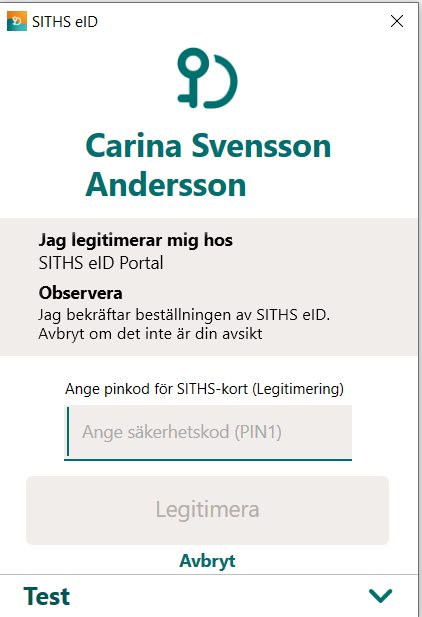 SITHS eID
Carina Svensson
Andersson
Jag legitimerar mig hos
SITHS eID Portal
Observera
Jag bekräftar beställningen av SITHS eID.
Avbryt om det inte är din avsikt
Ange pinkod för SITHS-kort (Legitimering)
Ange säkerhetskod (PIN1)
Legitimera
Avbryt
Test